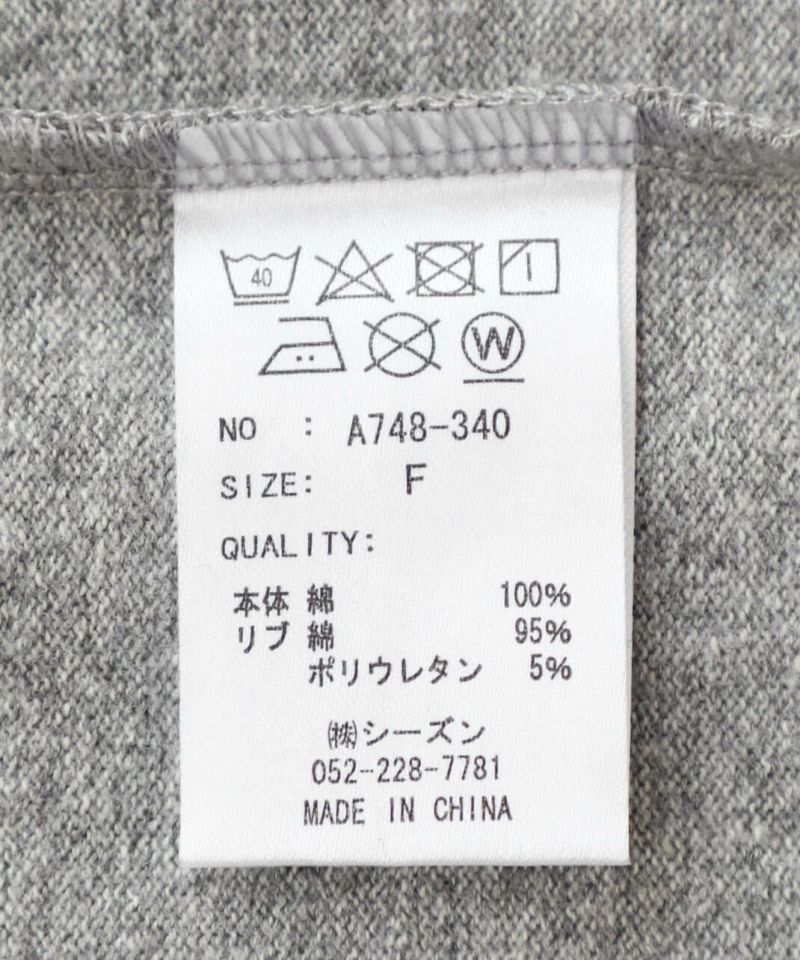 40
W
NO : A748-340
SIZE: F
QUALITY:
本体 綿 100%
リブ 綿 95%
ポリウレタン 5%
㈱シーズン
052-228-7781
MADE IN CHINA